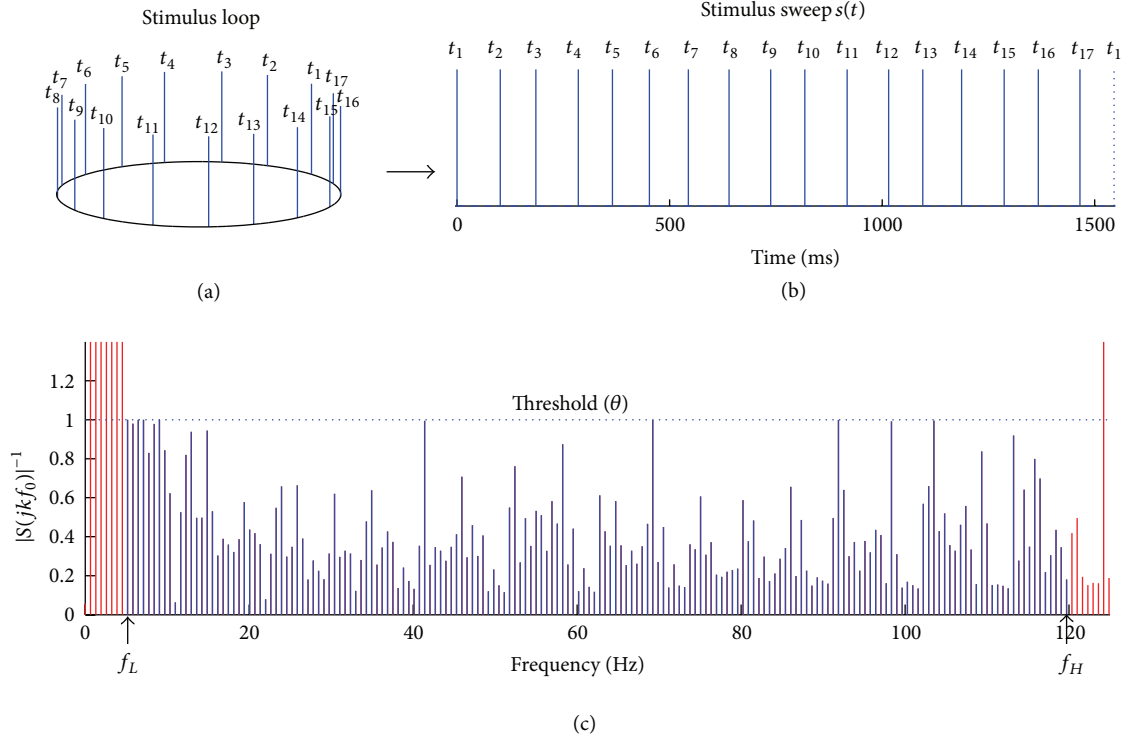 Stimulus loop
t1 t2 t3 t4 t5 t6 t7 t8 t9 t10 t11 t12 t13 t14 t15 t16 t17
(a)
Stimulus sweep s(t)
t1 t2 t3 t4 t5 t6 t7 t8 t9 t10 t11 t12 t13 t14 t15 t16 t17 t1
0 500 1000 1500
Time (ms)
(b)
|S(jkf0)|−1
1.2
1
0.8
0.6
0.4
0.2
0
Threshold (θ)
0 20 40 60 80 100 120
fL
Frequency (Hz)
fH
(c)